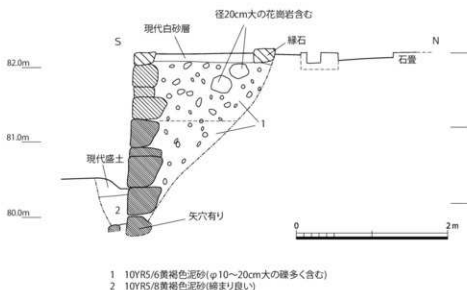 径20cm大の花崗岩含む
現代白砂層
縁石
S
N
石畳
82.0m
1
81.0m
現代盛土
2
80.0m
矢穴有り
0
2m
1 10YR5/6黄褐色泥砂(φ10～20cm大の礫多く含む)
2 10YR5/8黄褐色泥砂(締まり良い)